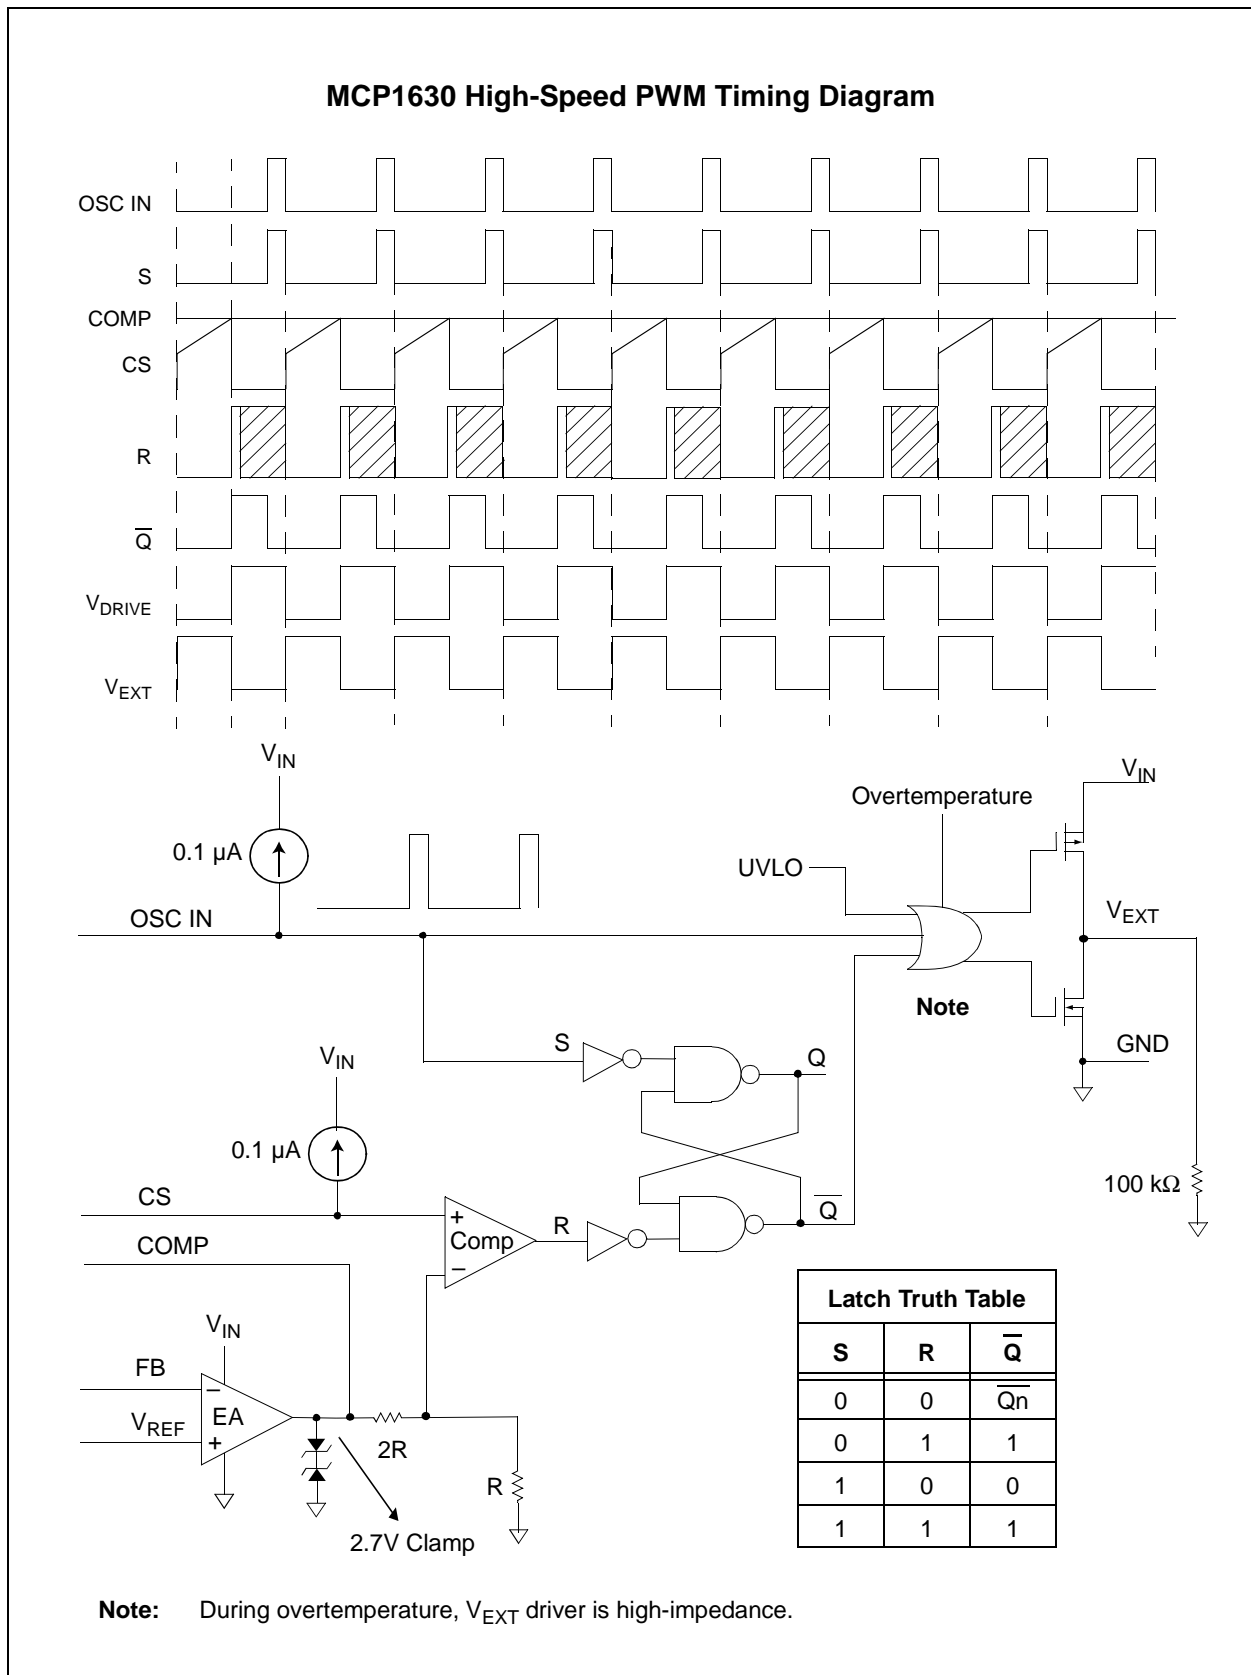 MCP1630 High-Speed PWM Timing Diagram
OSC IN
S
COMP
CS
R
Q̅
VDRIVE
VEXT
VIN
VIN
Overtemperature
0.1 µA
UVLO
OSC IN
VEXT
Note
S
Q
GND
VIN
0.1 µA
100 kΩ
CS
+
Comp
R
Q̅
COMP
−
Latch Truth Table
S R Q̅
0 0 Q̅n̅
0 1 1
1 0 0
1 1 1
VIN
FB
−
EA
VREF
+
2R
R
2.7V Clamp
Note: During overtemperature, VEXT driver is high-impedance.